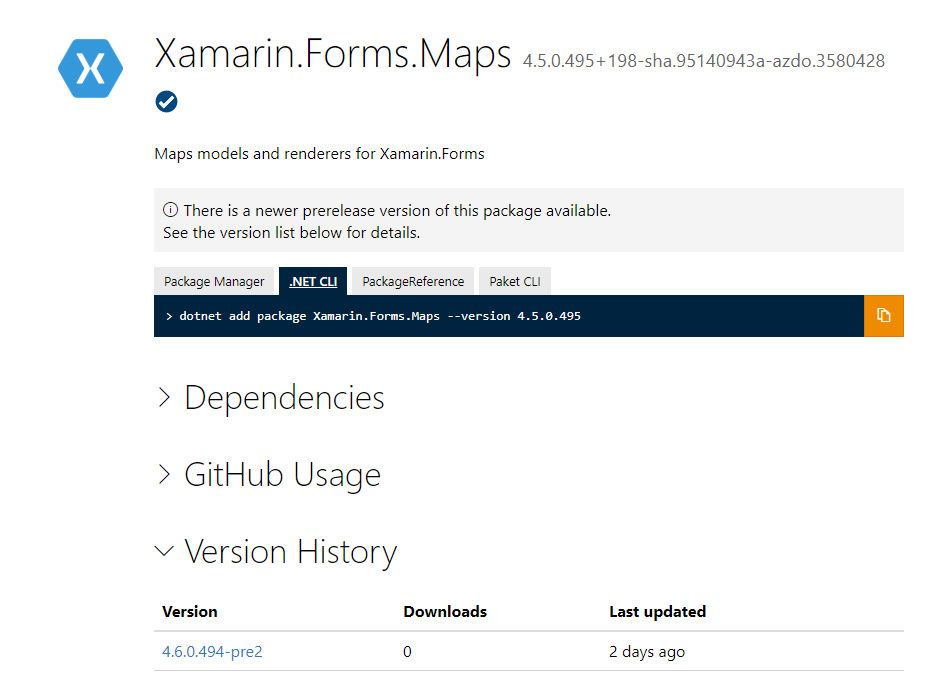 Xamarin.Forms.Maps 4.5.0.495+198-sha.95140943a-azdo.3580428
Maps models and renderers for Xamarin.Forms
There is a newer prerelease version of this package available.
See the version list below for details.
Package Manager .NET CLI PackageReference Paket CLI
> dotnet add package Xamarin.Forms.Maps --version 4.5.0.495
Dependencies
GitHub Usage
Version History
Version Downloads Last updated
4.6.0.494-pre2 0 2 days ago